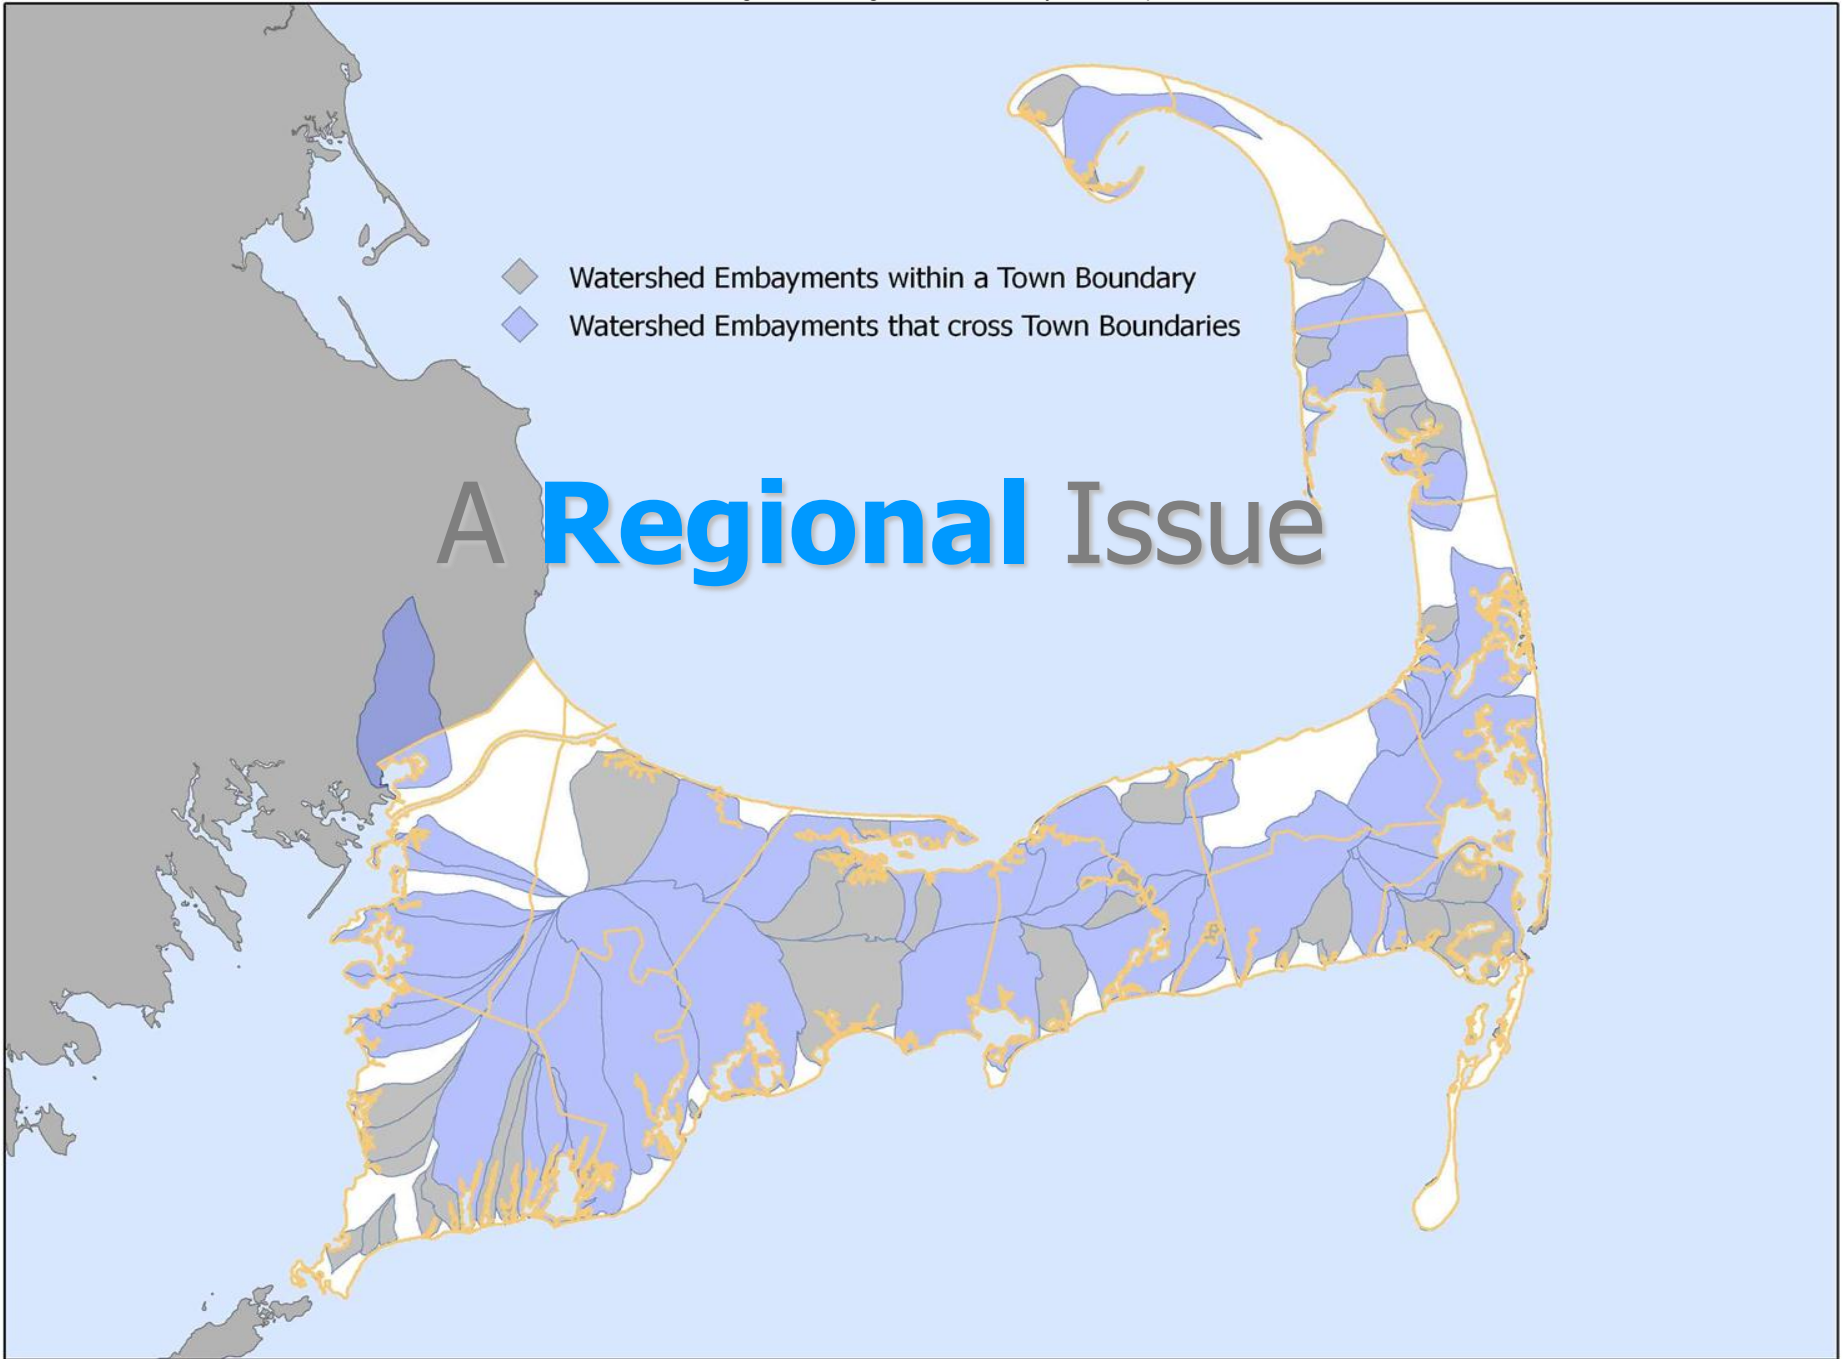 Watershed Embayments within a Town Boundary
Watershed Embayments that cross Town Boundaries
A Regional Issue